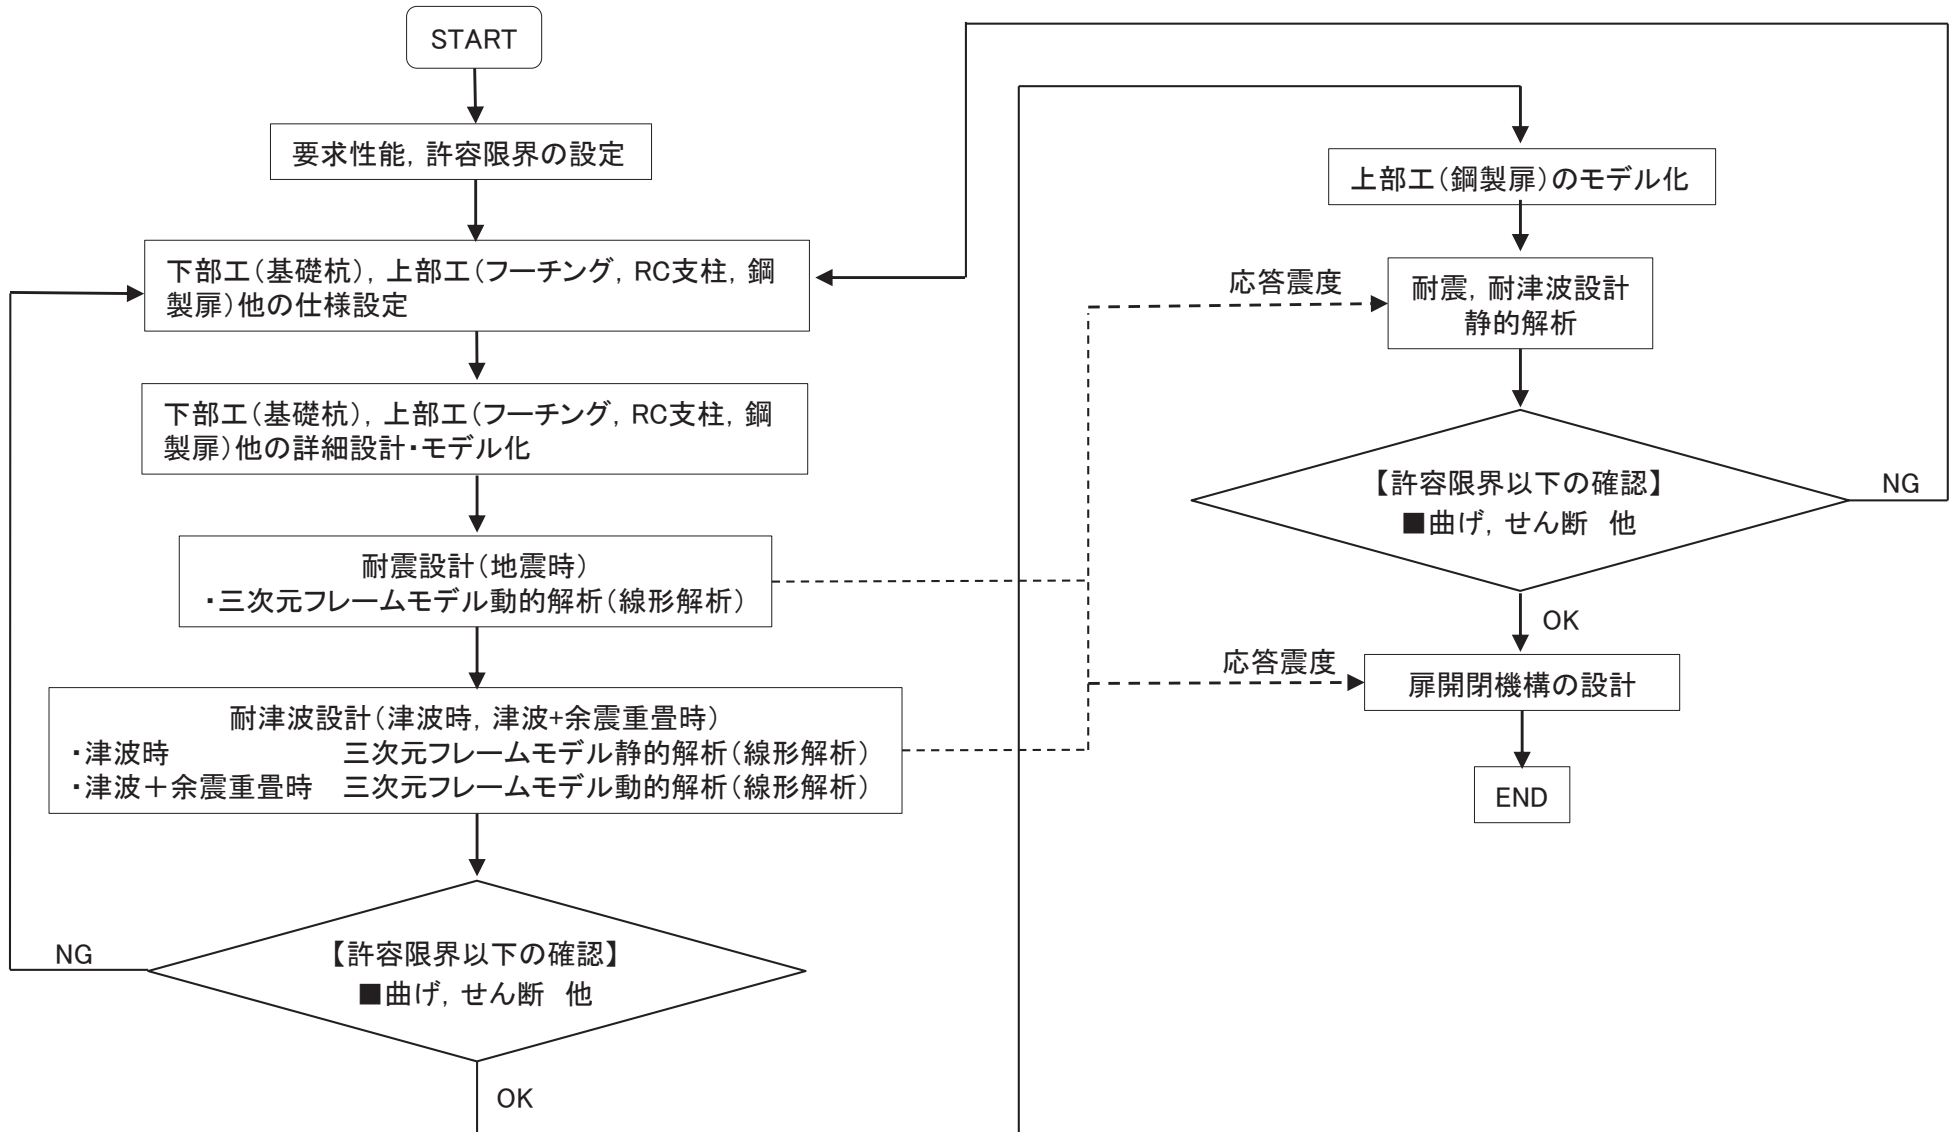 START
要求性能，許容限界の設定
下部工（基礎杭），上部工（フーチング，RC支柱，鋼
製扉）他の仕様設定
下部工（基礎杭），上部工（フーチング，RC支柱，鋼
製扉）他の詳細設計・モデル化
耐震設計（地震時）
・三次元フレームモデル動的解析（線形解析）
耐津波設計（津波時，津波+余震重畳時）
・津波時　三次元フレームモデル静的解析（線形解析）
・津波＋余震重畳時　三次元フレームモデル動的解析（線形解析）
【許容限界以下の確認】
■曲げ，せん断　他
NG
OK
上部工（鋼製扉）のモデル化
応答震度
耐震，耐津波設計
静的解析
【許容限界以下の確認】
■曲げ，せん断　他
NG
OK
応答震度
扉開閉機構の設計
END